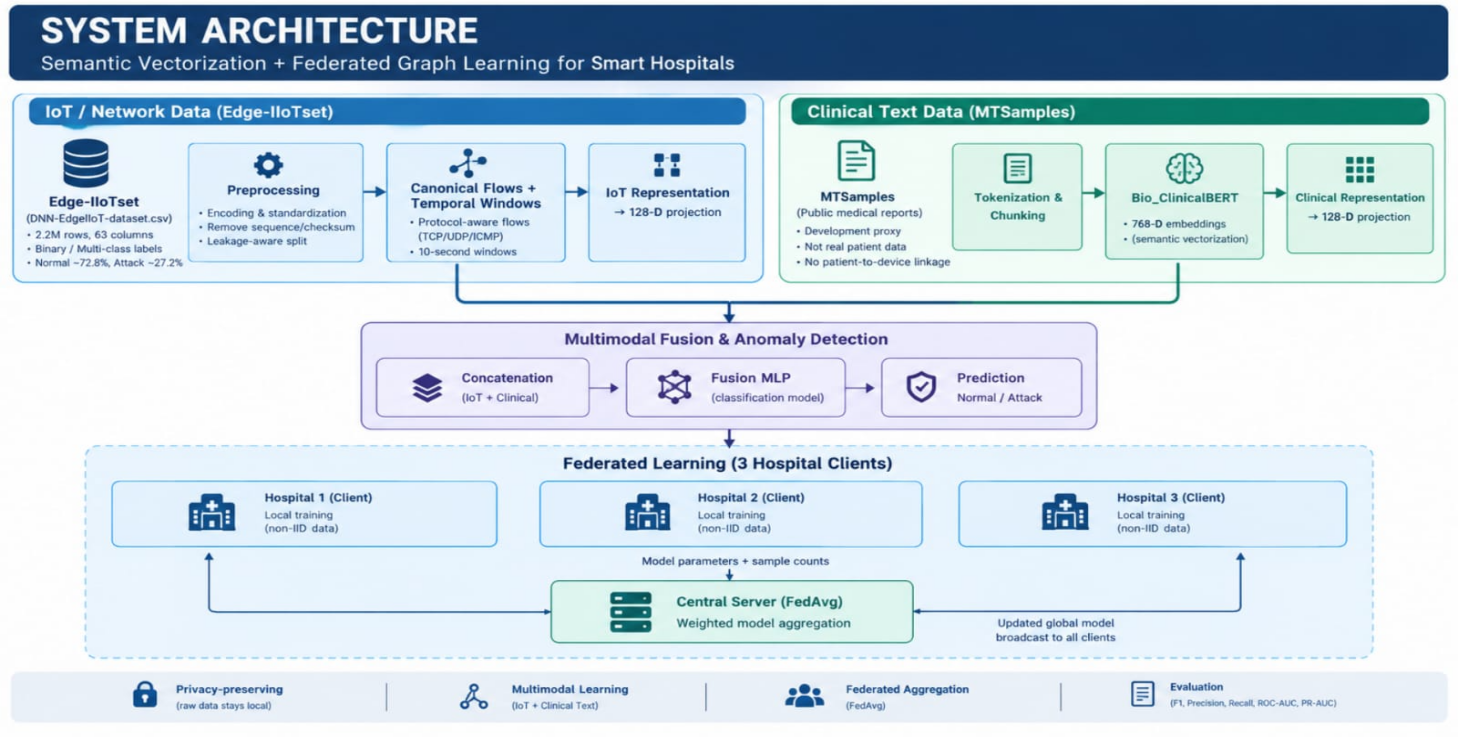 SYSTEM ARCHITECTURE
Semantic Vectorization + Federated Graph Learning for Smart Hospitals
IoT / Network Data (Edge-IIoTset)
Edge-IIoTset
(DNN-EdgeIIoT-dataset.csv)
• 2.2M rows, 63 columns
• Binary / Multi-class labels
• Normal ~72.8%, Attack ~27.2%
Preprocessing
• Encoding & standardization
• Remove sequence/checksum
• Leakage-aware split
Canonical Flows +
Temporal Windows
• Protocol-aware flows
(TCP/UDP/ICMP)
• 10-second windows
IoT Representation
→ 128-D projection
Clinical Text Data (MTSamples)
MTSamples
(Public medical reports)
• Development proxy
• Not real patient data
• No patient-to-device linkage
Tokenization &
Chunking
Bio_ClinicalBERT
• 768-D embeddings
• (semantic vectorization)
Clinical Representation
→ 128-D projection
Multimodal Fusion & Anomaly Detection
Concatenation
(IoT + Clinical)
Fusion MLP
(classification model)
Prediction
Normal / Attack
Federated Learning (3 Hospital Clients)
Hospital 1 (Client)
Local training
(non-IID data)
Hospital 2 (Client)
Local training
(non-IID data)
Hospital 3 (Client)
Local training
(non-IID data)
Model parameters + sample counts
Central Server (FedAvg)
Weighted model aggregation
Updated global model
broadcast to all clients
Privacy-preserving
(raw data stays local)
Multimodal Learning
(IoT + Clinical Text)
Federated Aggregation
(FedAvg)
Evaluation
(F1, Precision, Recall, ROC-AUC, PR-AUC)